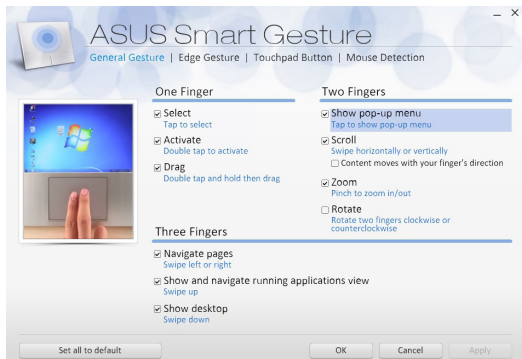 ASUS Smart Gesture
General Gesture | Edge Gesture | Touchpad Button | Mouse Detection
One Finger
Select
Tap to select
Activate
Double tap to activate
Drag
Double tap and hold then drag
Two Fingers
Show pop-up menu
Tap to show pop-up menu
Scroll
Swipe horizontally or vertically
Content moves with your finger's direction
Zoom
Pinch to zoom in/out
Rotate
Rotate two fingers clockwise or
counterclockwise
Three Fingers
Navigate pages
Swipe left or right
Show and navigate running applications view
Swipe up
Show desktop
Swipe down
Set all to default
OK
Cancel
Apply